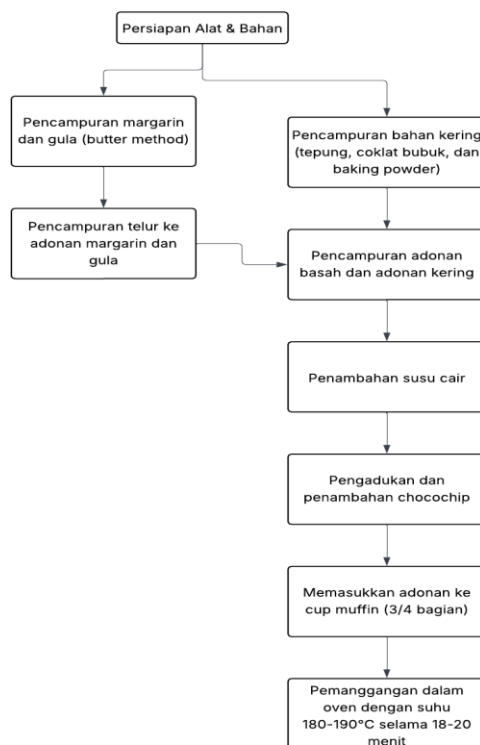 Persiapan Alat & Bahan
Pencampuran margarin
dan gula (butter method)
Pencampuran bahan kering
(tepung, coklat bubuk, dan
baking powder)
Pencampuran telur ke
adonan margarin dan
gula
Pencampuran adonan
basah dan adonan kering
Penambahan susu cair
Pengadukan dan
penambahan chocochip
Memasukkan adonan ke
cup muffin (3/4 bagian)
Pemanggangan dalam
oven dengan suhu
180-190°C selama 18-20
menit